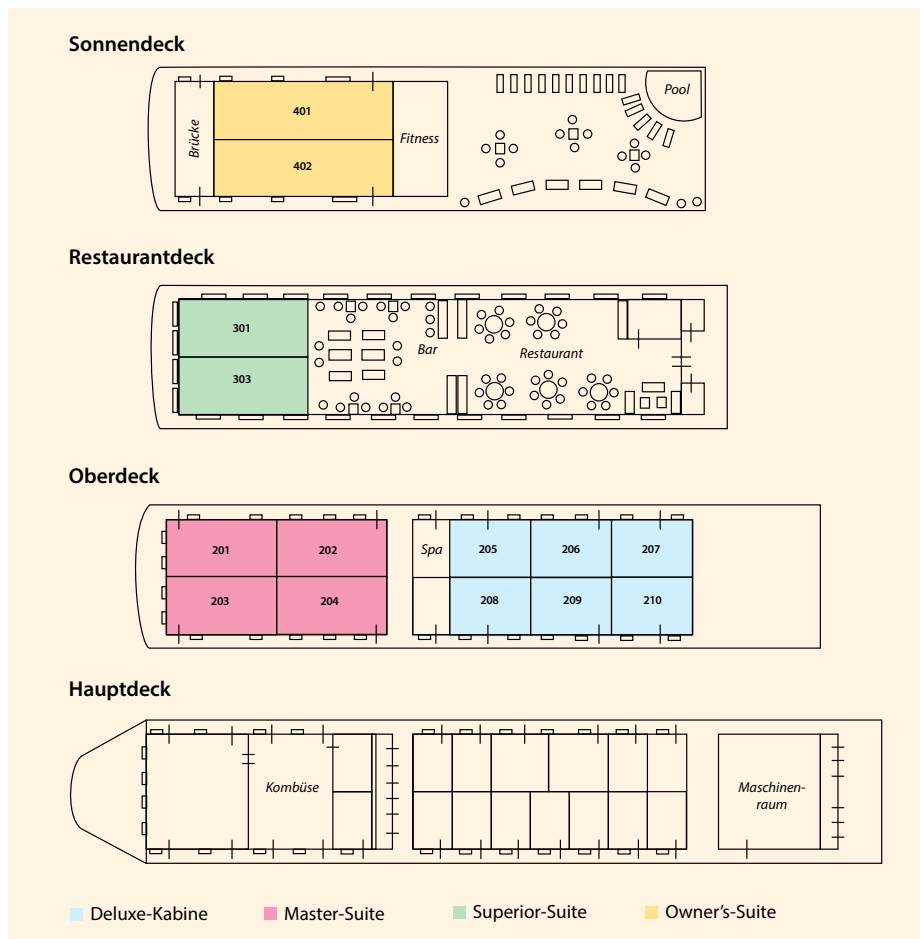 Sonnendeck
Brücke
401
402
Fitness
Pool
Restaurantdeck
301
303
Bar
Restaurant
Oberdeck
201
202
203
204
Spa
205
206
207
208
209
210
Hauptdeck
Kombüse
Maschinen-
raum
Deluxe-Kabine
Master-Suite
Superior-Suite
Owner's-Suite